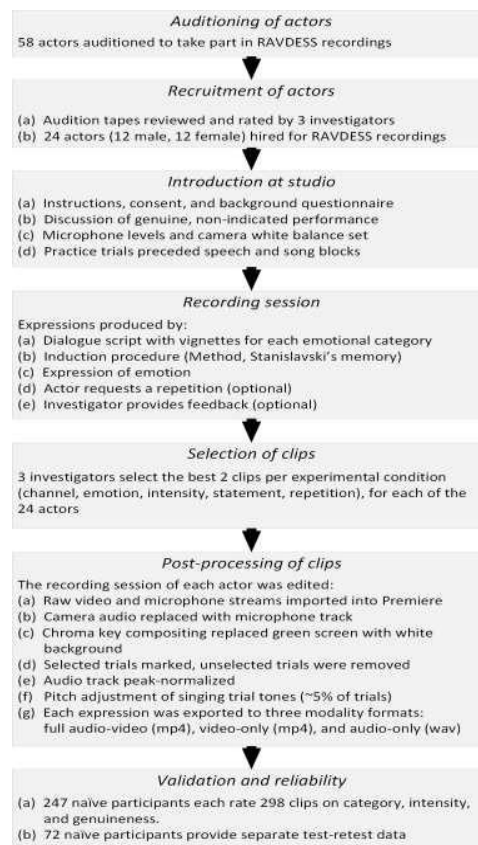 Auditioning of actors
58 actors auditioned to take part in RAVDESS recordings
Recruitment of actors
(a) Audition tapes reviewed and rated by 3 investigators
(b) 24 actors (12 male, 12 female) hired for RAVDESS recordings
Introduction at studio
(a) Instructions, consent, and background questionnaire
(b) Discussion of genuine, non-indicated performance
(c) Microphone levels and camera white balance set
(d) Practice trials preceded speech and song blocks
Recording session
Expressions produced by:
(a) Dialogue script with vignettes for each emotional category
(b) Induction procedure (Method, Stanislavski's memory)
(c) Expression of emotion
(d) Actor requests a repetition (optional)
(e) Investigator provides feedback (optional)
Selection of clips
3 investigators select the best 2 clips per experimental condition
(channel, emotion, intensity, statement, repetition), for each of the
24 actors
Post-processing of clips
The recording session of each actor was edited:
(a) Raw video and microphone streams imported into Premiere
(b) Camera audio replaced with microphone track
(c) Chroma key compositing replaced green screen with white
background
(d) Selected trials marked, unselected trials were removed
(e) Audio track peak-normalized
(f) Pitch adjustment of singing trial tones (~5% of trials)
(g) Each expression was exported to three modality formats:
full audio-video (mp4), video-only (mp4), and audio-only (wav)
Validation and reliability
(a) 247 naïve participants each rate 298 clips on category, intensity,
and genuineness.
(b) 72 naïve participants provide separate test-retest data